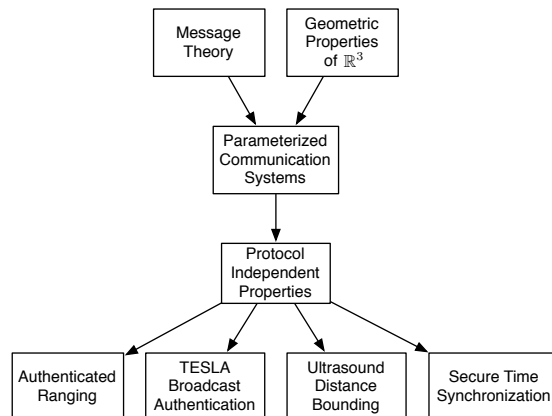 Message
Theory
Geometric
Properties
of ℝ³
Parameterized
Communication
Systems
Protocol
Independent
Properties
Authenticated
Ranging
TESLA
Broadcast
Authentication
Ultrasound
Distance
Bounding
Secure Time
Synchronization